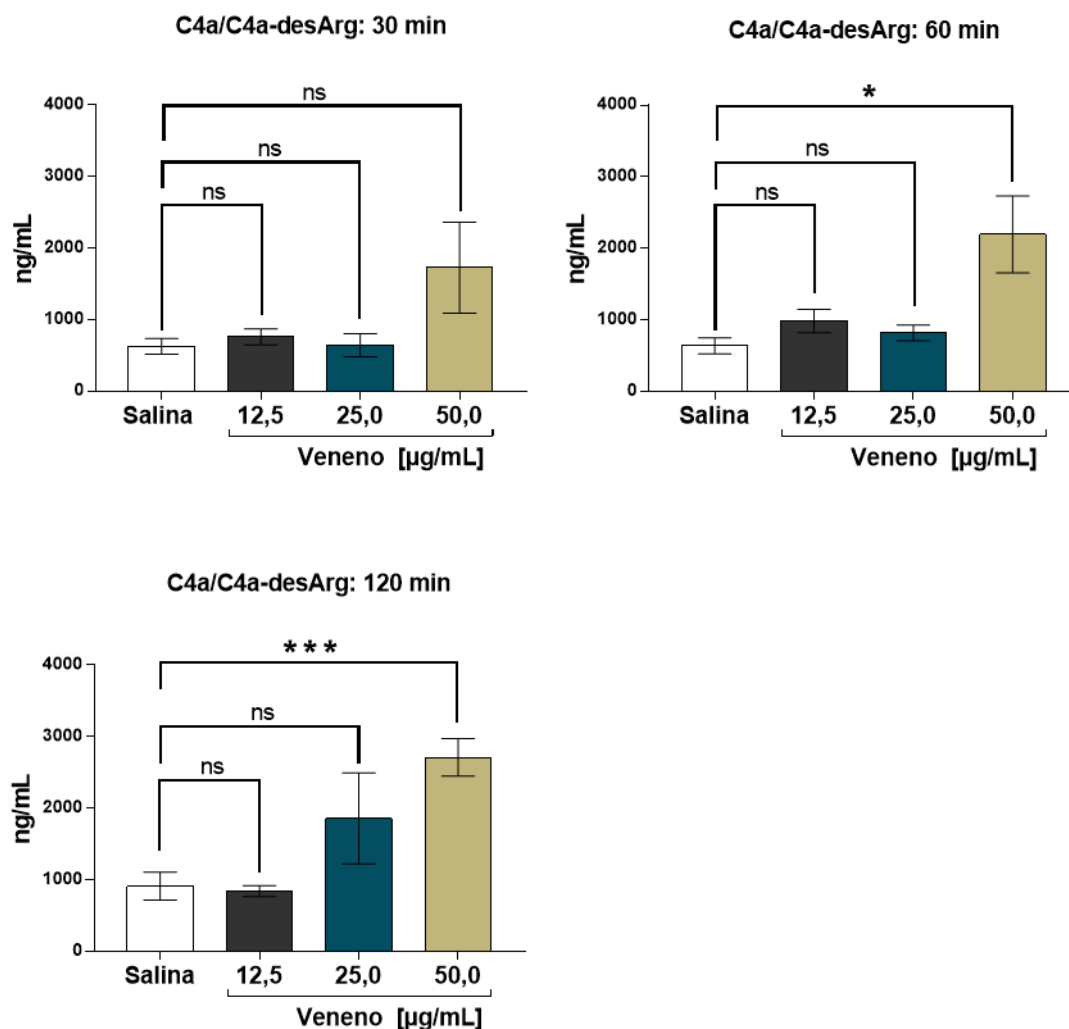 C4a/C4a-desArg: 30 min
ns
ns
ns
4000
3000
2000
1000
0
ng/mL
Salina 12,5 25,0 50,0
Veneno [µg/mL]
C4a/C4a-desArg: 60 min
*
ns
ns
4000
3000
2000
1000
0
ng/mL
Salina 12,5 25,0 50,0
Veneno [µg/mL]
C4a/C4a-desArg: 120 min
***
ns
ns
4000
3000
2000
1000
0
ng/mL
Salina 12,5 25,0 50,0
Veneno [µg/mL]